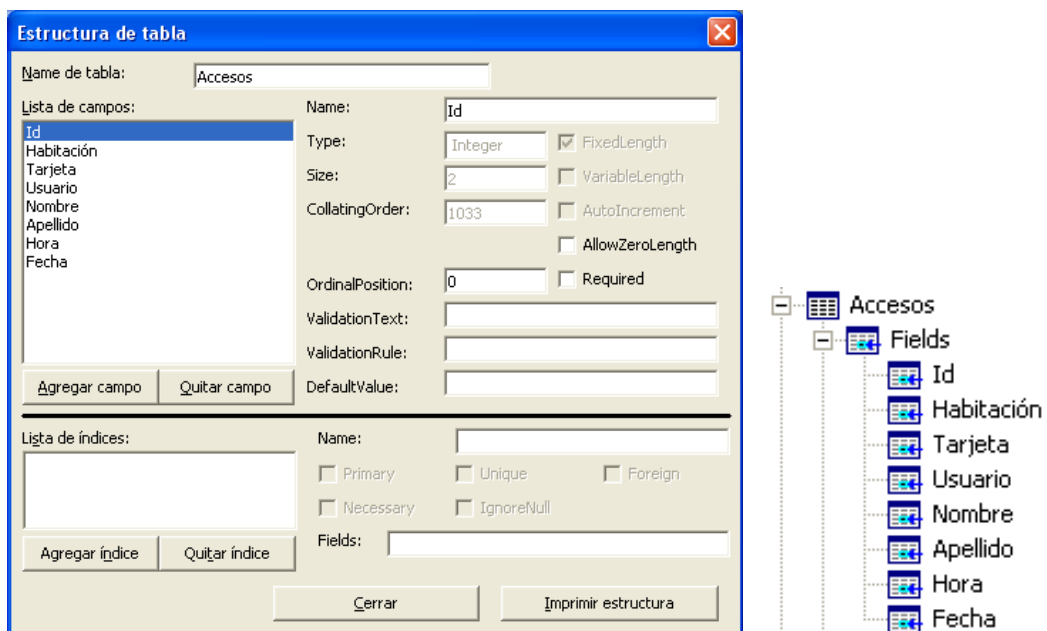 Estructura de tabla
Name de tabla: Accesos
Lista de campos:
Id
Habitación
Tarjeta
Usuario
Nombre
Apellido
Hora
Fecha
Agregar campo Quitar campo
Name: Id
Type: Integer FixedLength
Size: 2 VariableLength
CollatingOrder: 1033 AutoIncrement
AllowZeroLength
OrdinalPosition: 0 Required
ValidationText:
ValidationRule:
DefaultValue:
Lista de índices:
Agregar índice Quitar índice
Name:
Primary Unique Foreign
Necessary IgnoreNull
Fields:
Cerrar Imprimir estructura
Accesos
Fields
Id
Habitación
Tarjeta
Usuario
Nombre
Apellido
Hora
Fecha